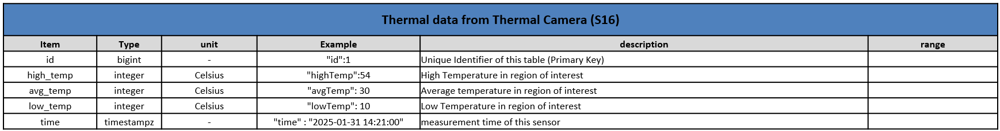 Thermal data from Thermal Camera (S16)
Item Type unit Example description range
id bigint - "id":1 Unique Identifier of this table (Primary Key)
high_temp integer Celsius "highTemp":54 High Temperature in region of interest
avg_temp integer Celsius "avgTemp": 30 Average temperature in region of interest
low_temp integer Celsius "lowTemp": 10 Low Temperature in region of interest
time timestampz - "time" : "2025-01-31 14:21:00" measurement time of this sensor